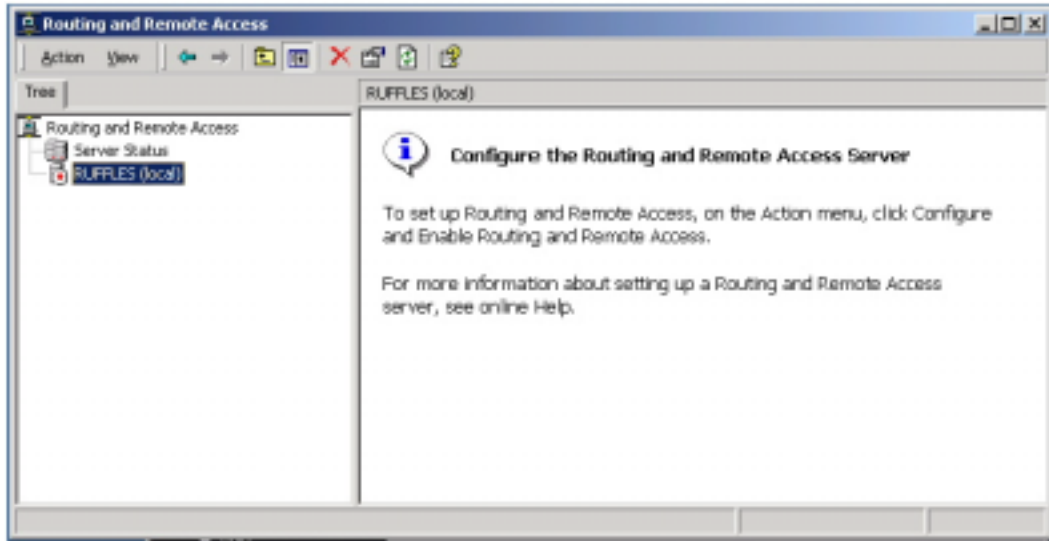 Routing and Remote Access
Action View
Tree
RUFFLES (local)
Routing and Remote Access
Server Status
RUFFLES (local)
Configure the Routing and Remote Access Server
To set up Routing and Remote Access, on the Action menu, click Configure
and Enable Routing and Remote Access.
For more information about setting up a Routing and Remote Access
server, see online Help.